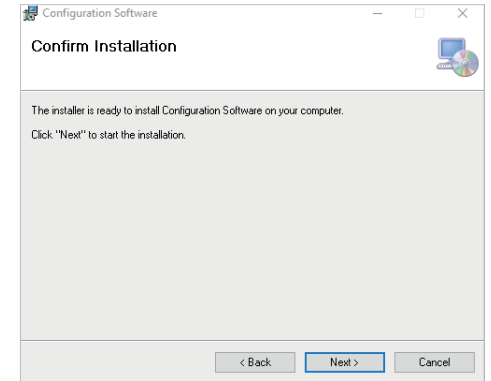 Configuration Software
Confirm Installation
The installer is ready to install Configuration Software on your computer.
Click "Next" to start the installation.
< Back Next > Cancel